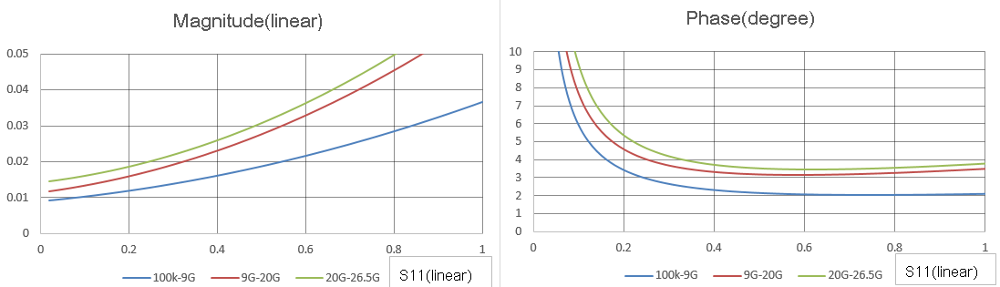 Magnitude(linear)
0.05
0.04
0.03
0.02
0.01
0
0 0.2 0.4 0.6 0.8 1
100k-9G 9G-20G 20G-26.5G
S11(linear)
Phase(degree)
10
9
8
7
6
5
4
3
2
1
0
0 0.2 0.4 0.6 0.8 1
100k-9G 9G-20G 20G-26.5G
S11(linear)